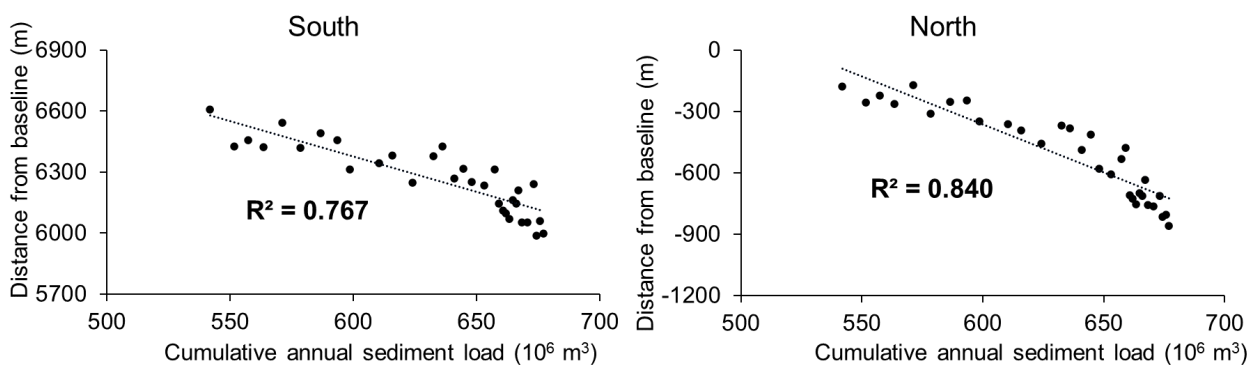 South
Distance from baseline (m)
6900
6600
6300
6000
5700
R² = 0.767
500 550 600 650 700
Cumulative annual sediment load (10⁶ m³)
North
Distance from baseline (m)
0
-300
-600
-900
-1200
R² = 0.840
500 550 600 650 700
Cumulative annual sediment load (10⁶ m³)